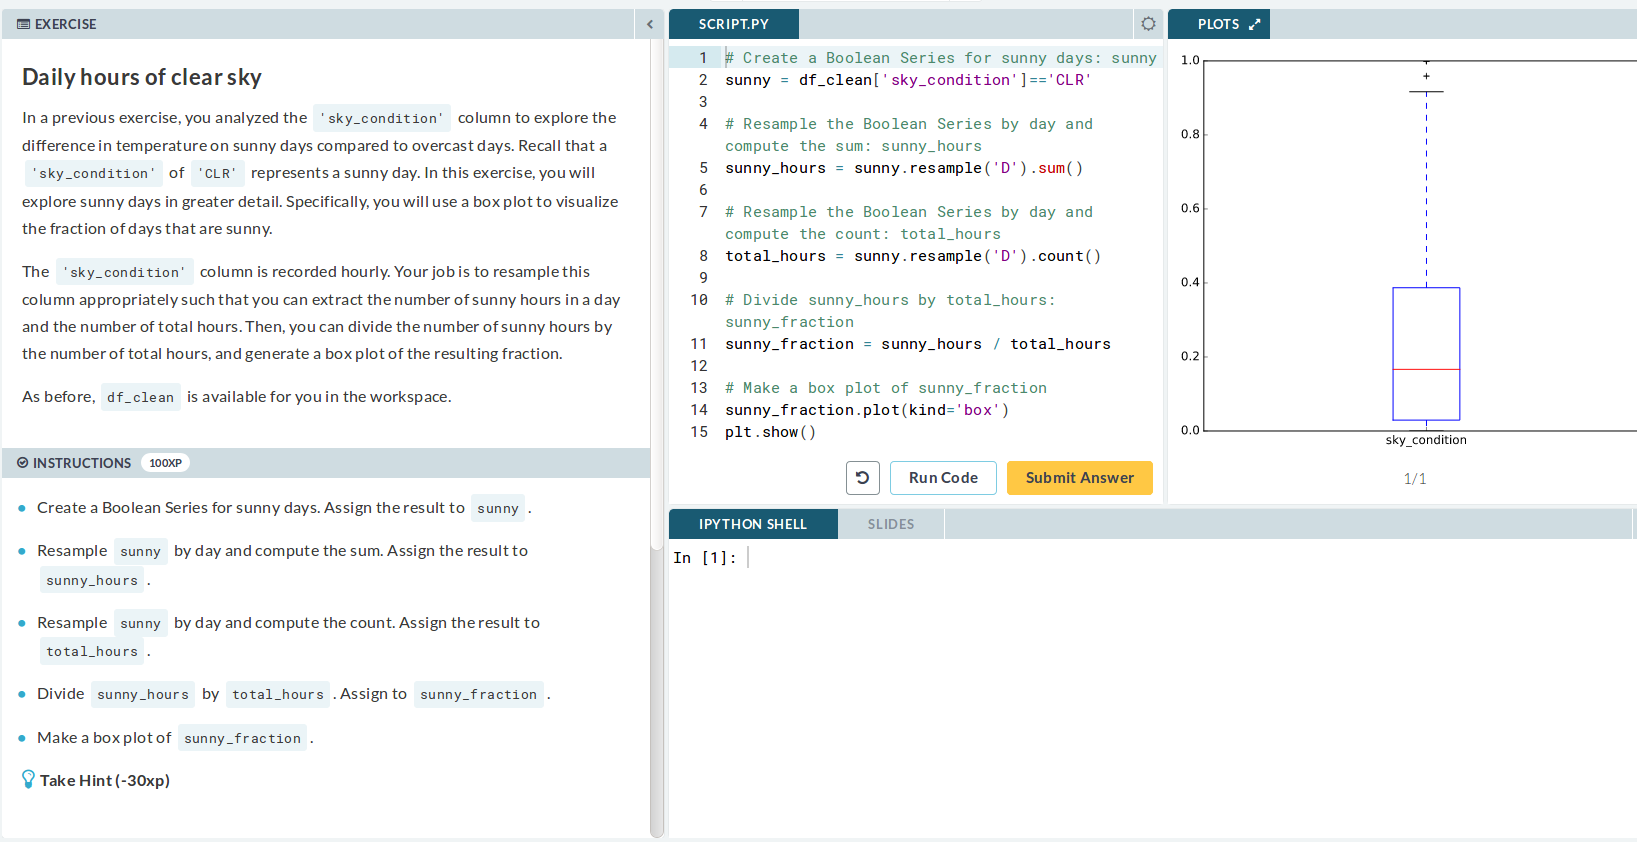 EXERCISE
Daily hours of clear sky
In a previous exercise, you analyzed the 'sky_condition' column to explore the
difference in temperature on sunny days compared to overcast days. Recall that a
'sky_condition' of 'CLR' represents a sunny day. In this exercise, you will
explore sunny days in greater detail. Specifically, you will use a box plot to visualize
the fraction of days that are sunny.
The 'sky_condition' column is recorded hourly. Your job is to resample this
column appropriately such that you can extract the number of sunny hours in a day
and the number of total hours. Then, you can divide the number of sunny hours by
the number of total hours, and generate a box plot of the resulting fraction.
As before, df_clean is available for you in the workspace.
INSTRUCTIONS 100XP
Create a Boolean Series for sunny days. Assign the result to sunny .
Resample sunny by day and compute the sum. Assign the result to
sunny_hours .
Resample sunny by day and compute the count. Assign the result to
total_hours .
Divide sunny_hours by total_hours . Assign to sunny_fraction .
Make a box plot of sunny_fraction .
Take Hint (-30xp)
SCRIPT.PY
1 # Create a Boolean Series for sunny days: sunny
2 sunny = df_clean['sky_condition']=='CLR'
3
4 # Resample the Boolean Series by day and
compute the sum: sunny_hours
5 sunny_hours = sunny.resample('D').sum()
6
7 # Resample the Boolean Series by day and
compute the count: total_hours
8 total_hours = sunny.resample('D').count()
9
10 # Divide sunny_hours by total_hours:
sunny_fraction
11 sunny_fraction = sunny_hours / total_hours
12
13 # Make a box plot of sunny_fraction
14 sunny_fraction.plot(kind='box')
15 plt.show()
Run Code
Submit Answer
PLOTS
1.0
0.8
0.6
0.4
0.2
0.0
sky_condition
1/1
IPYTHON SHELL
SLIDES
In [1]: